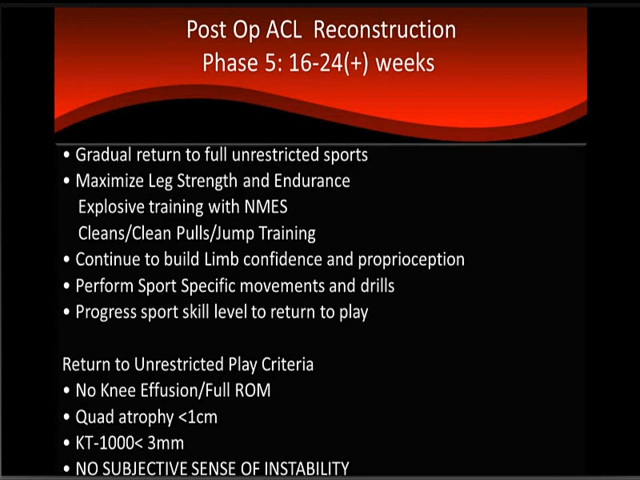 Post Op ACL Reconstruction
Phase 5: 16-24(+) weeks
• Gradual return to full unrestricted sports
• Maximize Leg Strength and Endurance
Explosive training with NMES
Cleans/Clean Pulls/Jump Training
• Continue to build Limb confidence and proprioception
• Perform Sport Specific movements and drills
• Progress sport skill level to return to play
Return to Unrestricted Play Criteria
• No Knee Effusion/Full ROM
• Quad atrophy <1cm
• KT-1000< 3mm
• NO SUBJECTIVE SENSE OF INSTABILITY